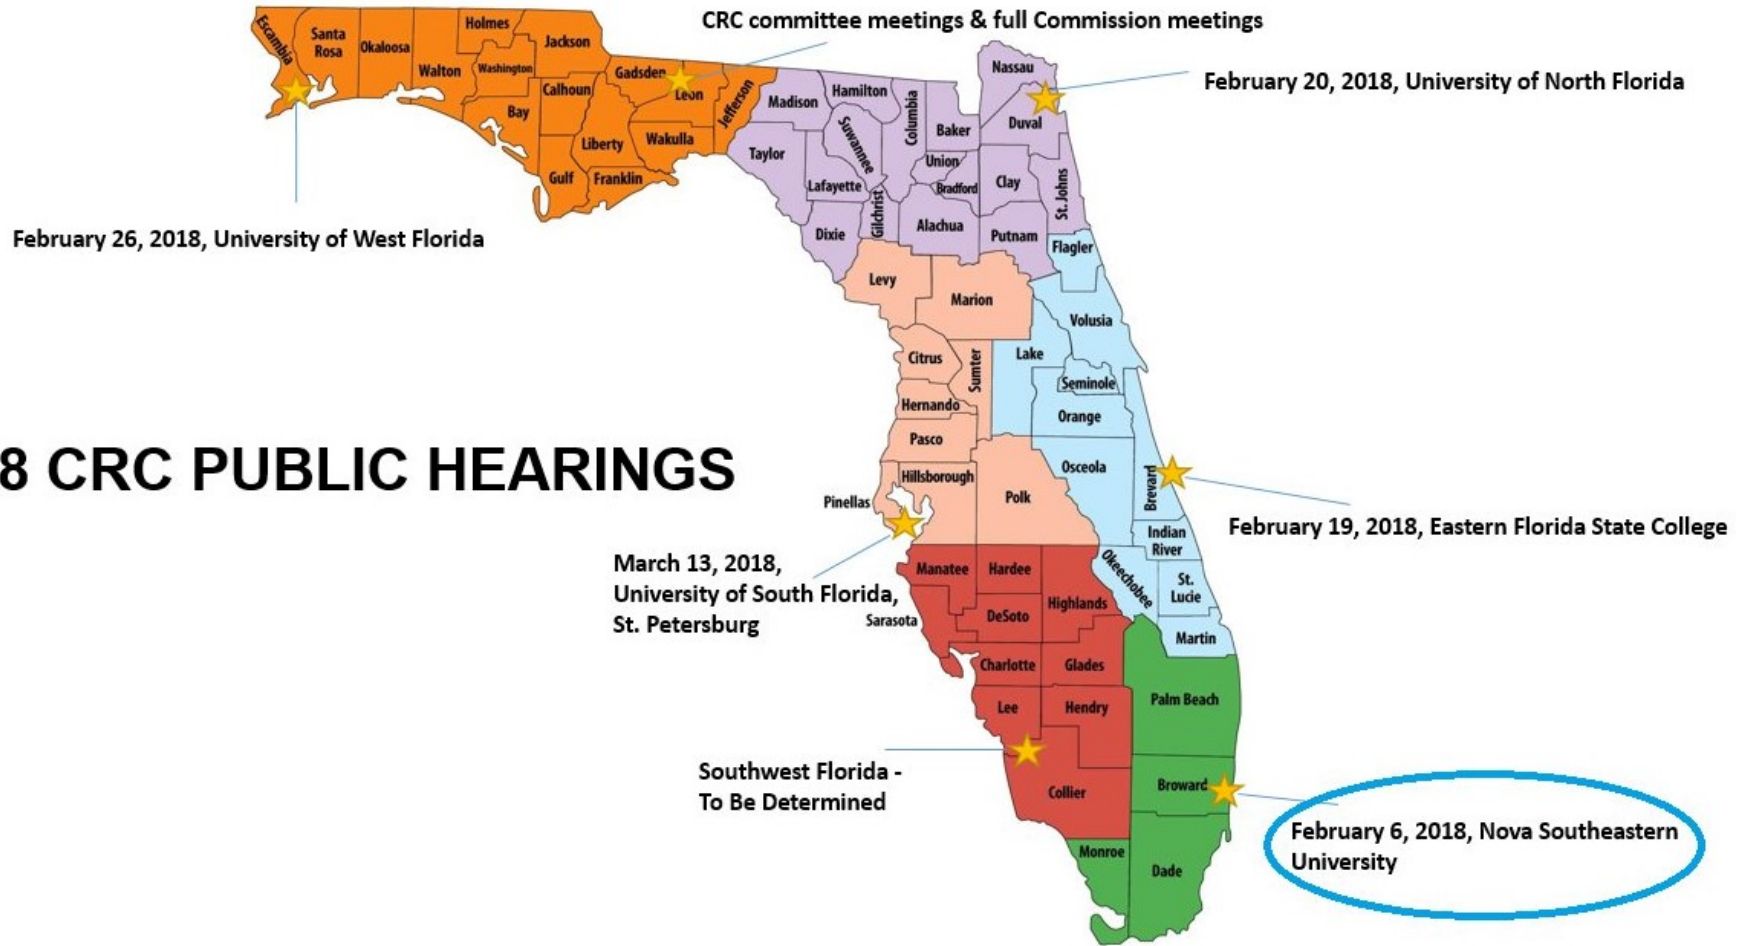 CRC committee meetings & full Commission meetings
February 20, 2018, University of North Florida
February 26, 2018, University of West Florida
8 CRC PUBLIC HEARINGS
February 19, 2018, Eastern Florida State College
March 13, 2018,
University of South Florida,
St. Petersburg
Southwest Florida -
To Be Determined
February 6, 2018, Nova Southeastern
University
Escambia
Santa
Rosa
Okaloosa
Walton
Holmes
Washington
Jackson
Bay
Calhoun
Gulf
Liberty
Franklin
Gadsden
Leon
Wakulla
Jefferson
Madison
Taylor
Hamilton
Suwannee
Lafayette
Dixie
Columbia
Gilchrist
Baker
Union
Bradford
Alachua
Nassau
Duval
Clay
St. Johns
Putnam
Flagler
Levy
Marion
Volusia
Citrus
Sumter
Lake
Seminole
Hernando
Orange
Pasco
Hillsborough
Pinellas
Polk
Osceola
Brevard
Indian
River
Okeechobee
St.
Lucie
Martin
Manatee
Hardee
Highlands
Sarasota
DeSoto
Charlotte
Glades
Lee
Hendry
Collier
Palm Beach
Broward
Monroe
Dade